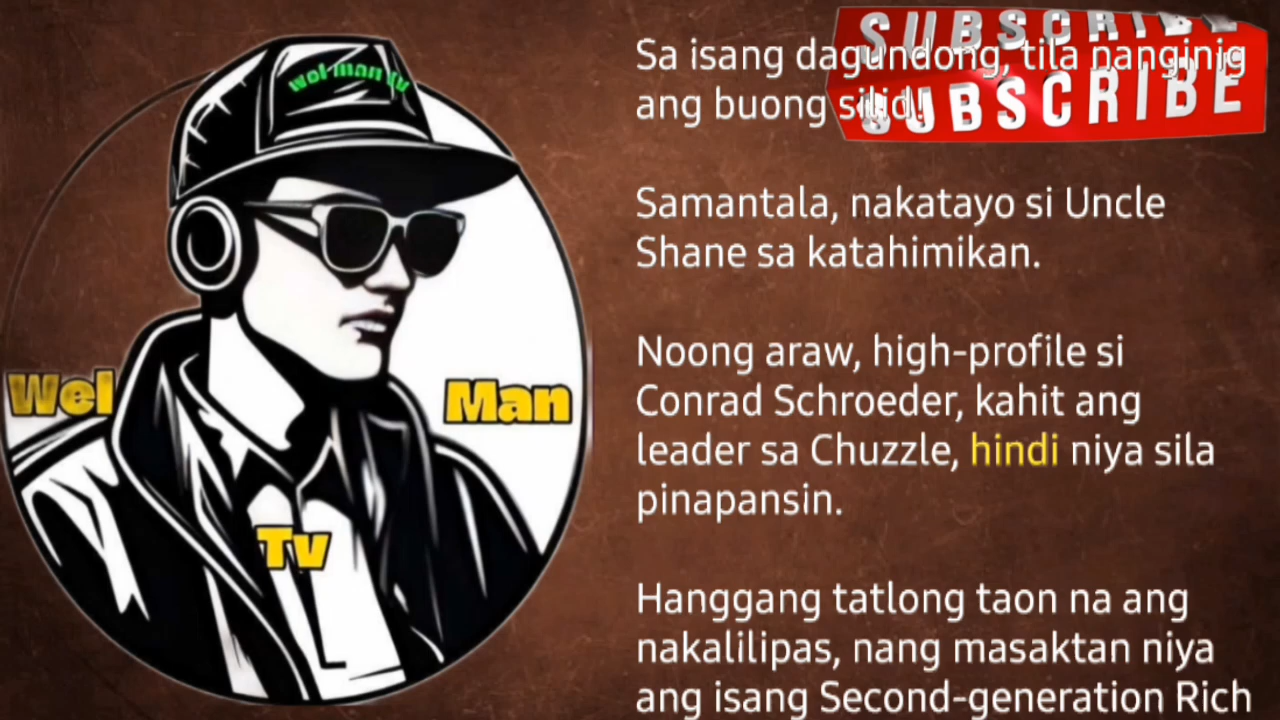 wel man tv
Wel
Man
Tv
SUBSCRIBE
SUBSCRIBE
Sa isang dagundong, tila nanginig
ang buong silid!
Samantala, nakatayo si Uncle
Shane sa katahimikan.
Noong araw, high-profile si
Conrad Schroeder, kahit ang
leader sa Chuzzle, hindi niya sila
pinapansin.
Hanggang tatlong taon na ang
nakalilipas, nang masaktan niya
ang isang Second-generation Rich